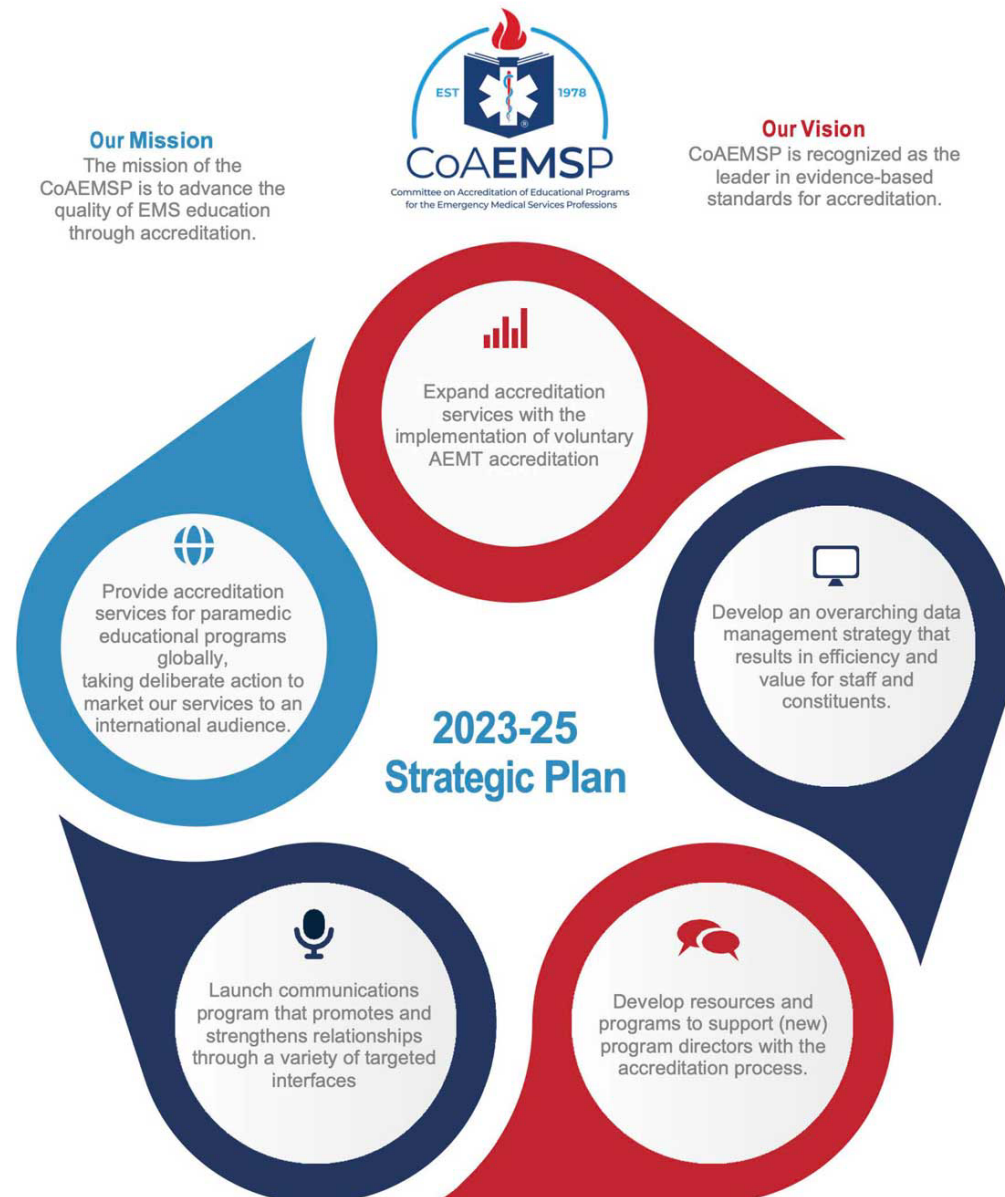 EST 1978
CoAEMSP
Committee on Accreditation of Educational Programs
for the Emergency Medical Services Professions
®
Our Mission
The mission of the
CoAEMSP is to advance the
quality of EMS education
through accreditation.
Our Vision
CoAEMSP is recognized as the
leader in evidence-based
standards for accreditation.
Expand accreditation
services with the
implementation of voluntary
AEMT accreditation
Develop an overarching data
management strategy that
results in efficiency and
value for staff and
constituents.
Develop resources and
programs to support (new)
program directors with the
accreditation process.
Launch communications
program that promotes and
strengthens relationships
through a variety of targeted
interfaces
Provide accreditation
services for paramedic
educational programs
globally,
taking deliberate action to
market our services to an
international audience.
2023-25
Strategic Plan